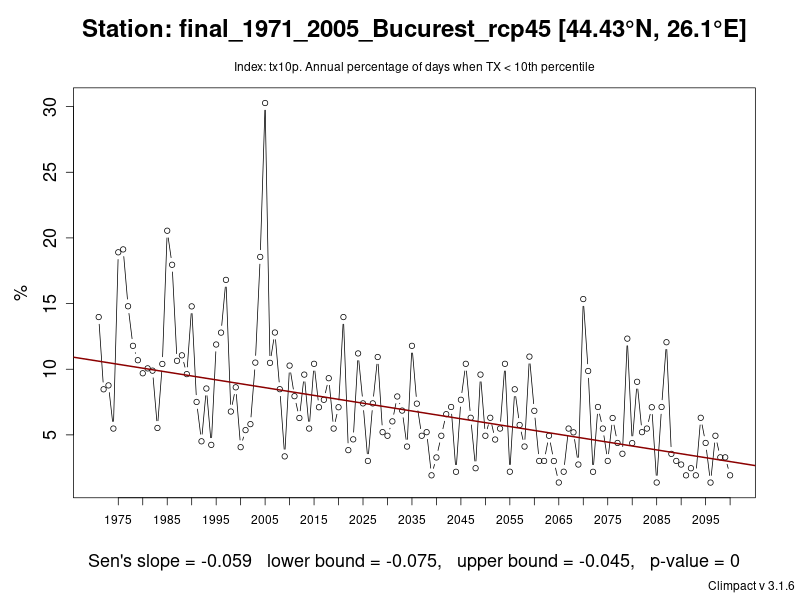 Station: final_1971_2005_Bucurest_rcp45 [44.43°N, 26.1°E]
Index: tx10p. Annual percentage of days when TX < 10th percentile
30
25
20
15
10
5
%
1975 1985 1995 2005 2015 2025 2035 2045 2055 2065 2075 2085 2095
Sen's slope = -0.059 lower bound = -0.075, upper bound = -0.045, p-value = 0
Climpact v 3.1.6